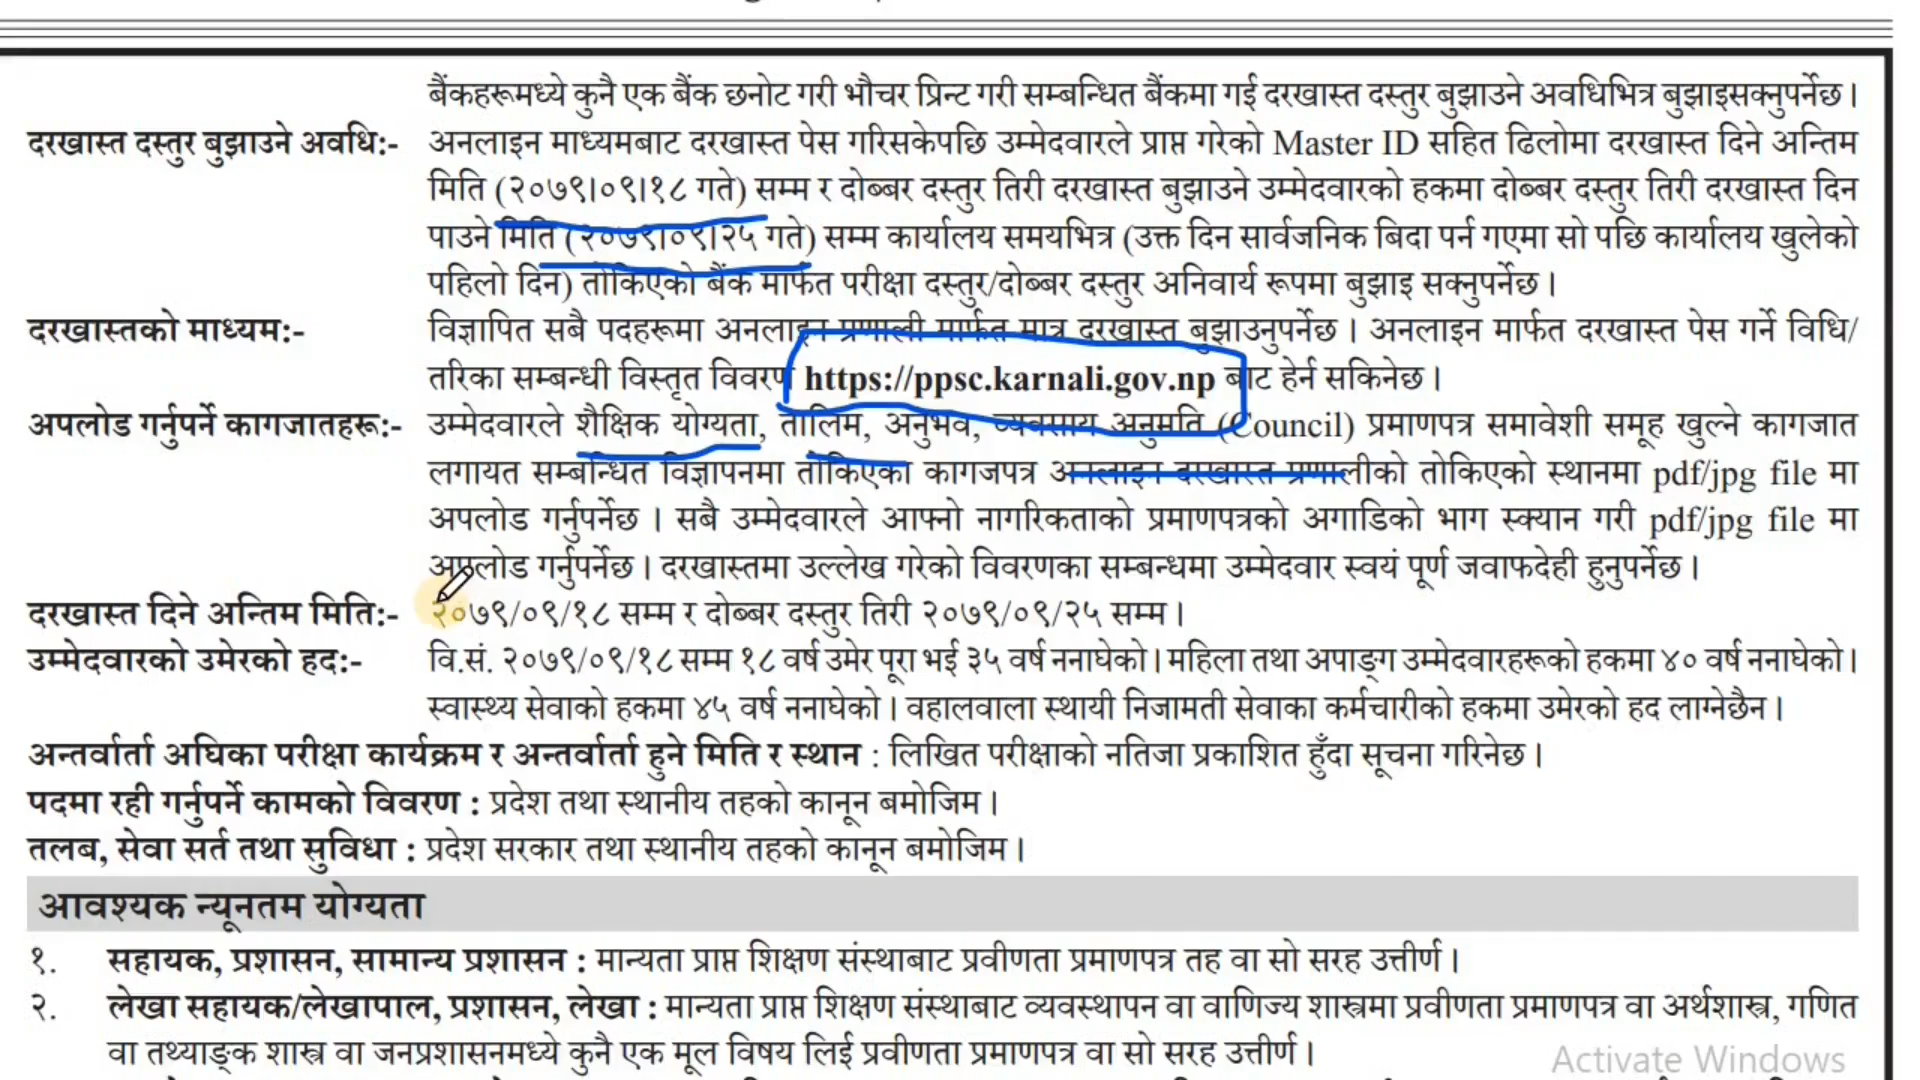 बैंकहरूमध्ये कुनै एक बैंक छनोट गरी भौचर प्रिन्ट गरी सम्बन्धित बैंकमा गई दरखास्त दस्तुर बुझाउने अवधिभित्र बुझाइसक्नुपर्नेछ ।
दरखास्त दस्तुर बुझाउने अवधि:- अनलाइन माध्यमबाट दरखास्त पेस गरिसकेपछि उम्मेदवारले प्राप्त गरेको Master ID सहित ढिलोमा दरखास्त दिने अन्तिम
मिति (२०७९।०९।१८ गते) सम्म र दोब्बर दस्तुर तिरी दरखास्त बुझाउने उम्मेदवारको हकमा दोब्बर दस्तुर तिरी दरखास्त दिन
पाउने मिति (२०७९।०९।२५ गते) सम्म कार्यालय समयभित्र (उक्त दिन सार्वजनिक बिदा पर्न गएमा सो पछि कार्यालय खुलेको
पहिलो दिन) तोकिएको बैंक मार्फत परीक्षा दस्तुर/दोब्बर दस्तुर अनिवार्य रूपमा बुझाइ सक्नुपर्नेछ ।
दरखास्तको माध्यम:- विज्ञापित सबै पदहरूमा अनलाइन प्रणाली मार्फत मात्र दरखास्त बुझाउनुपर्नेछ । अनलाइन मार्फत दरखास्त पेस गर्ने विधि/
तरिका सम्बन्धी विस्तृत विवरण https://ppsc.karnali.gov.np बाट हेर्न सकिनेछ ।
अपलोड गर्नुपर्ने कागजातहरू:- उम्मेदवारले शैक्षिक योग्यता, तालिम, अनुभव, व्यवसाय अनुमति (Council) प्रमाणपत्र समावेशी समूह खुल्ने कागजात
लगायत सम्बन्धित विज्ञापनमा तोकिएका कागजपत्र अनलाइन दरखास्त प्रणालीको तोकिएको स्थानमा pdf/jpg file मा
अपलोड गर्नुपर्नेछ । सबै उम्मेदवारले आफ्नो नागरिकताको प्रमाणपत्रको अगाडिको भाग स्क्यान गरी pdf/jpg file मा
अपलोड गर्नुपर्नेछ । दरखास्तमा उल्लेख गरेको विवरणका सम्बन्धमा उम्मेदवार स्वयं पूर्ण जवाफदेही हुनुपर्नेछ ।
दरखास्त दिने अन्तिम मिति:- २०७९/०९/१८ सम्म र दोब्बर दस्तुर तिरी २०७९/०९/२५ सम्म ।
उम्मेदवारको उमेरको हद:- वि.सं. २०७९/०९/१८ सम्म १८ वर्ष उमेर पूरा भई ३५ वर्ष ननाघेको । महिला तथा अपाङ्ग उम्मेदवारहरूको हकमा ४० वर्ष ननाघेको ।
स्वास्थ्य सेवाको हकमा ४५ वर्ष ननाघेको । वहालवाला स्थायी निजामती सेवाका कर्मचारीको हकमा उमेरको हद लाग्नेछैन ।
अन्तर्वार्ता अघिका परीक्षा कार्यक्रम र अन्तर्वार्ता हुने मिति र स्थान : लिखित परीक्षाको नतिजा प्रकाशित हुँदा सूचना गरिनेछ ।
पदमा रही गर्नुपर्ने कामको विवरण : प्रदेश तथा स्थानीय तहको कानून बमोजिम ।
तलब, सेवा सर्त तथा सुविधा : प्रदेश सरकार तथा स्थानीय तहको कानून बमोजिम ।
आवश्यक न्यूनतम योग्यता
१. सहायक, प्रशासन, सामान्य प्रशासन : मान्यता प्राप्त शिक्षण संस्थाबाट प्रवीणता प्रमाणपत्र तह वा सो सरह उत्तीर्ण ।
२. लेखा सहायक/लेखापाल, प्रशासन, लेखा : मान्यता प्राप्त शिक्षण संस्थाबाट व्यवस्थापन वा वाणिज्य शास्त्रमा प्रवीणता प्रमाणपत्र वा अर्थशास्त्र, गणित
वा तथ्याङ्क शास्त्र वा जनप्रशासनमध्ये कुनै एक मूल विषय लिई प्रवीणता प्रमाणपत्र वा सो सरह उत्तीर्ण ।
Activate Windows